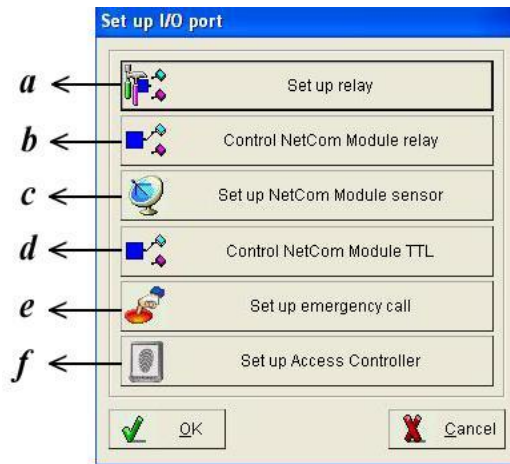 Set up I/O port
a Set up relay
b Control NetCom Module relay
c Set up NetCom Module sensor
d Control NetCom Module TTL
e Set up emergency call
f Set up Access Controller
OK Cancel